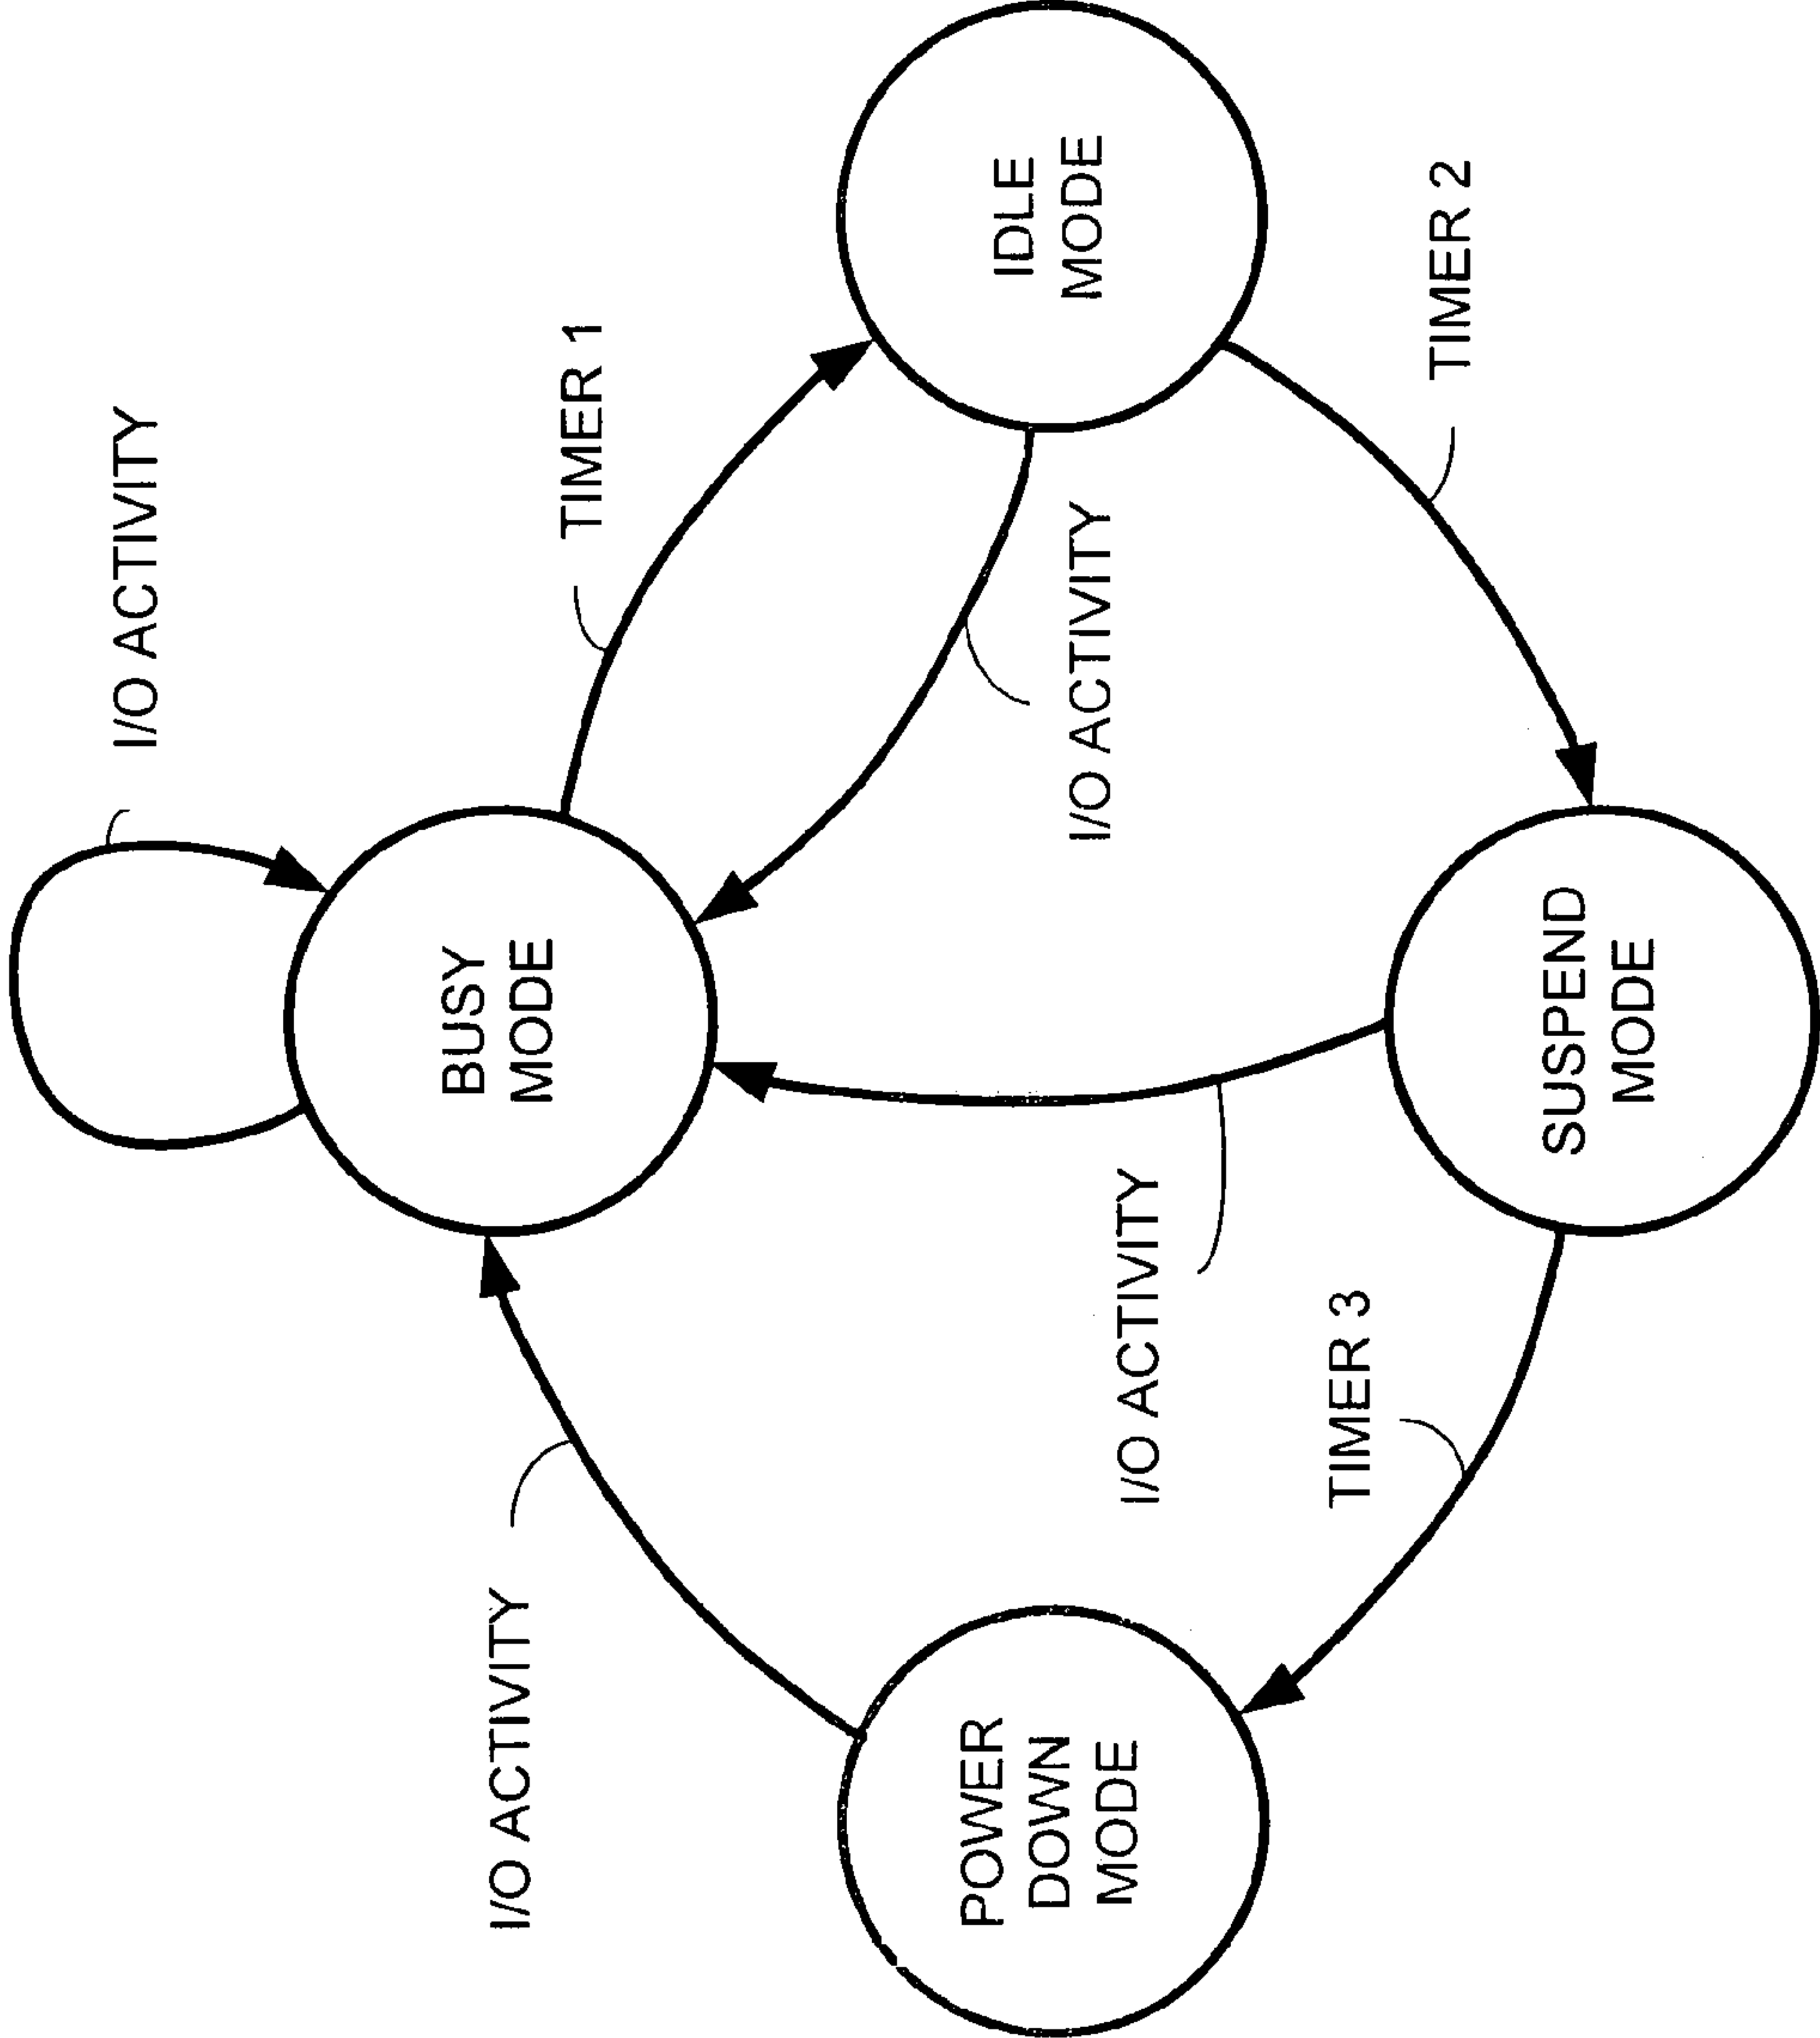 I/O ACTIVITY
I/O ACTIVITY
BUSY
MODE
TIMER 1
POWER
DOWN
MODE
IDLE
MODE
I/O ACTIVITY
I/O ACTIVITY
TIMER 3
TIMER 2
SUSPEND
MODE